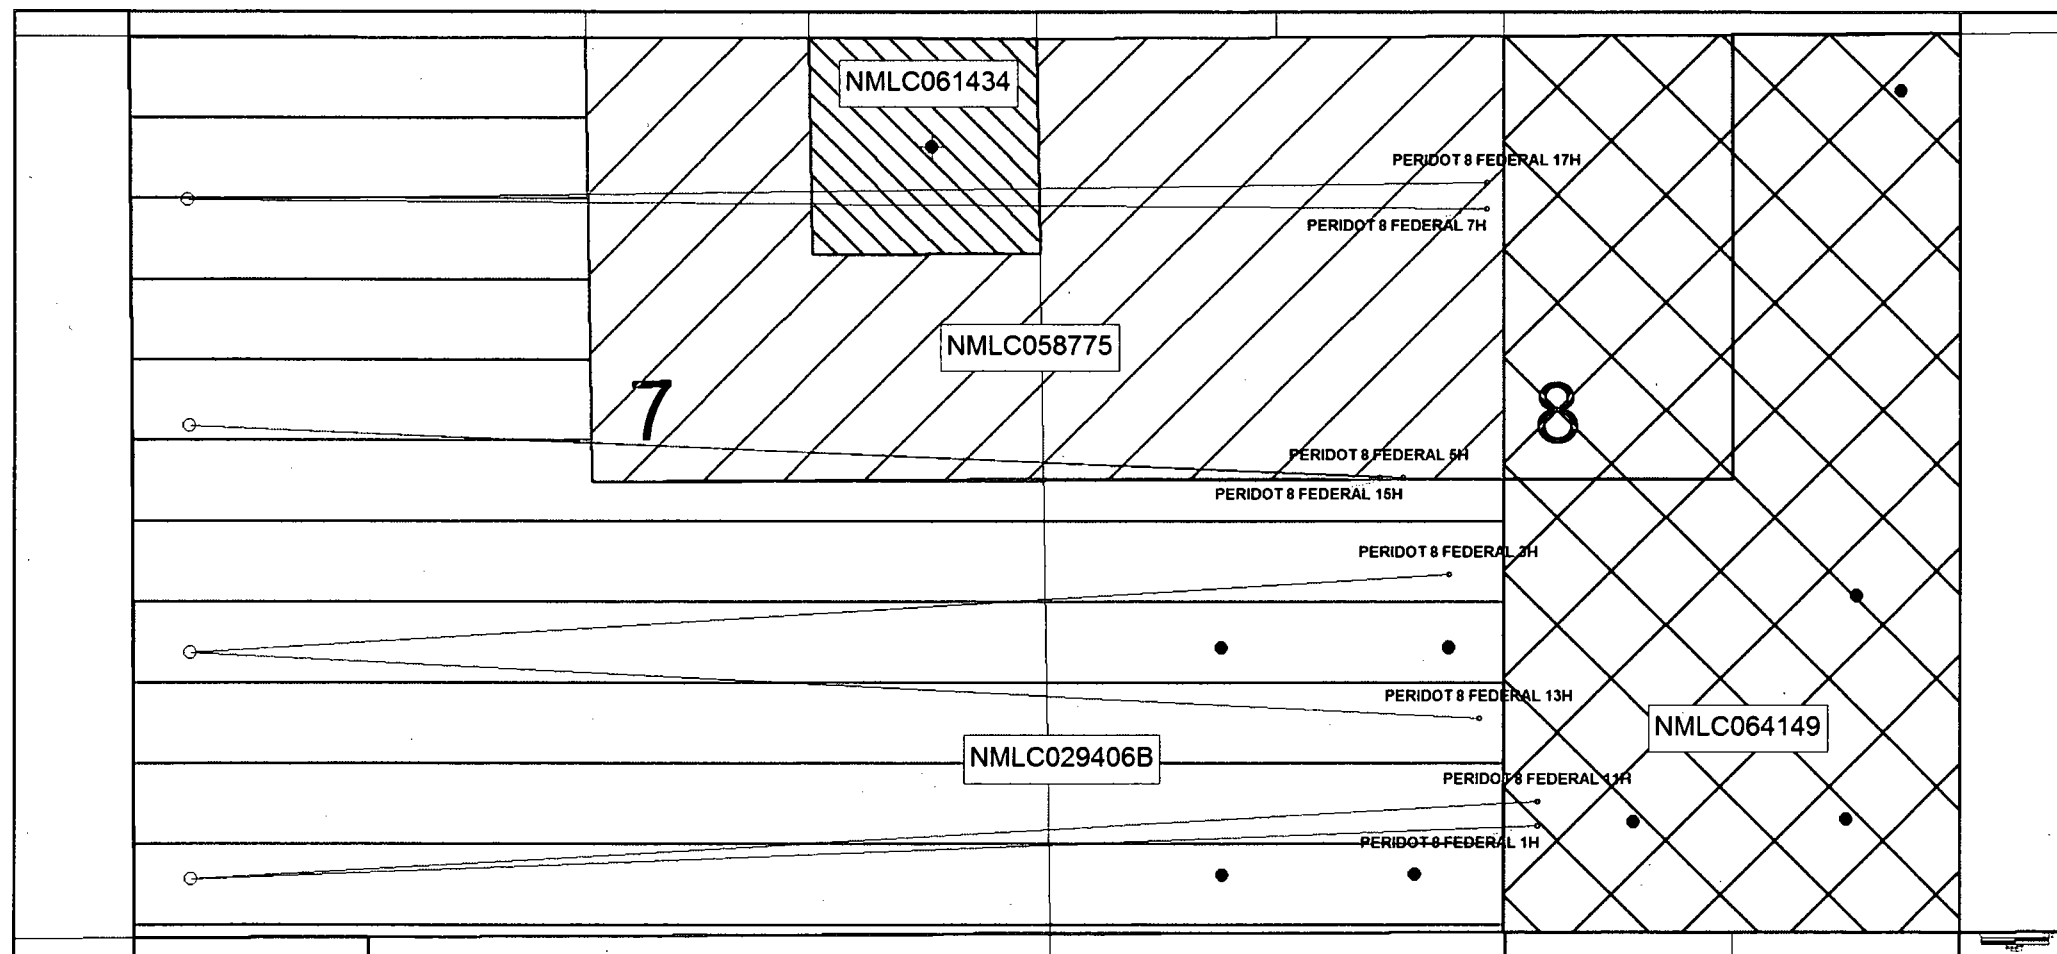 NMLC061434
PERIDOT 8 FEDERAL 17H
PERIDOT 8 FEDERAL 7H
NMLC058775
7
8
PERIDOT 8 FEDERAL 5H
PERIDOT 8 FEDERAL 15H
PERIDOT 8 FEDERAL 3H
PERIDOT 8 FEDERAL 13H
NMLC064149
NMLC029406B
PERIDOT 8 FEDERAL 11H
PERIDOT 8 FEDERAL 1H